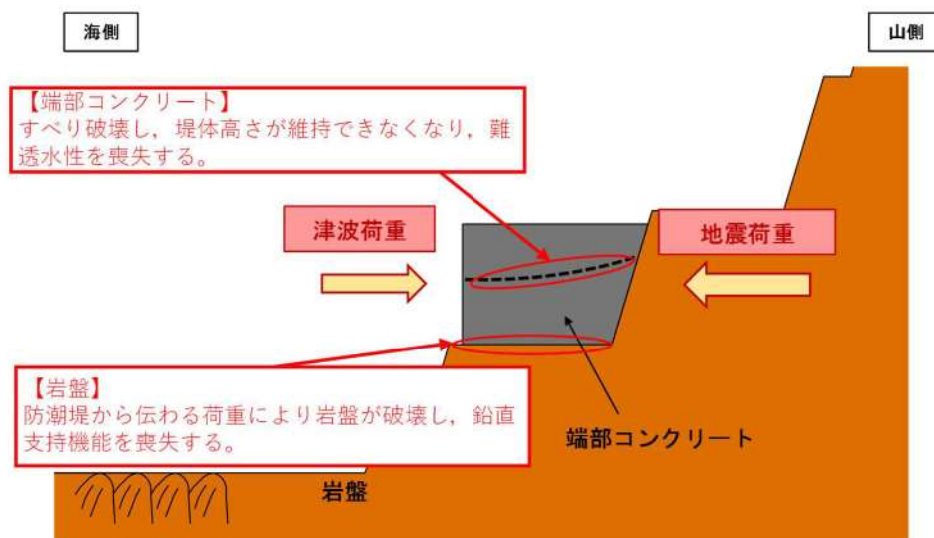 海側
山側
【端部コンクリート】
すべり破壊し，堤体高さが維持できなくなり，難
透水性を喪失する。
津波荷重
地震荷重
【岩盤】
防潮堤から伝わる荷重により岩盤が破壊し，鉛直
支持機能を喪失する。
端部コンクリート
岩盤